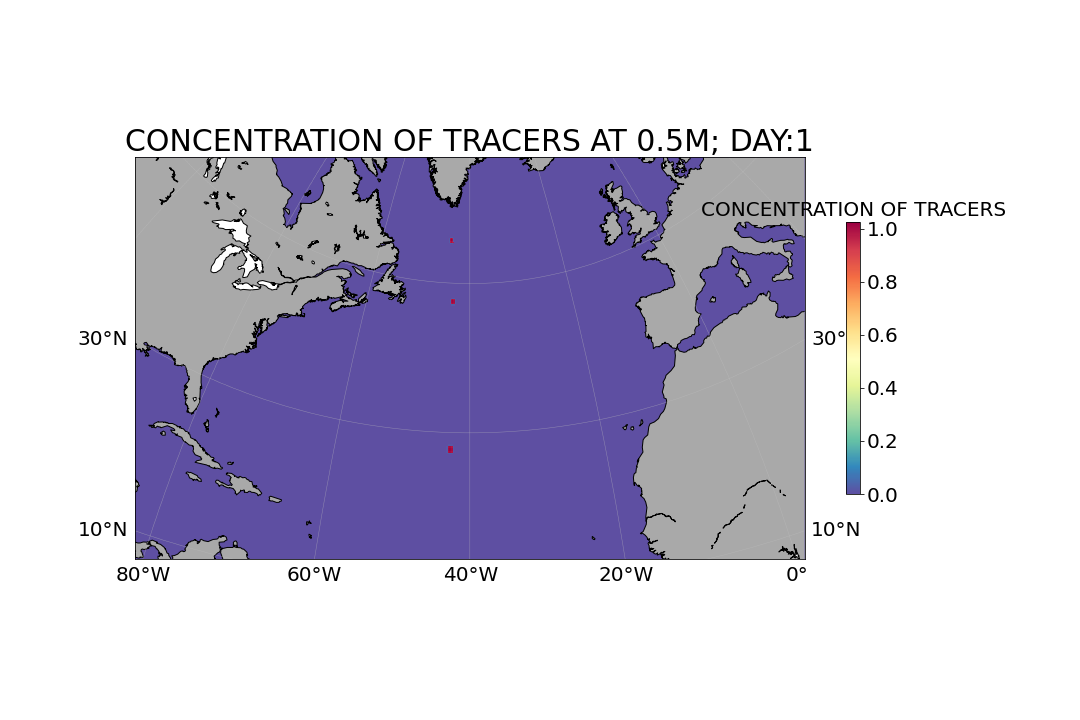 CONCENTRATION OF TRACERS AT 0.5M; DAY:1
CONCENTRATION OF TRACERS
1.0
0.8
0.6
0.4
0.2
0.0
30°N
30°
10°N
10°N
80°W
60°W
40°W
20°W
0°